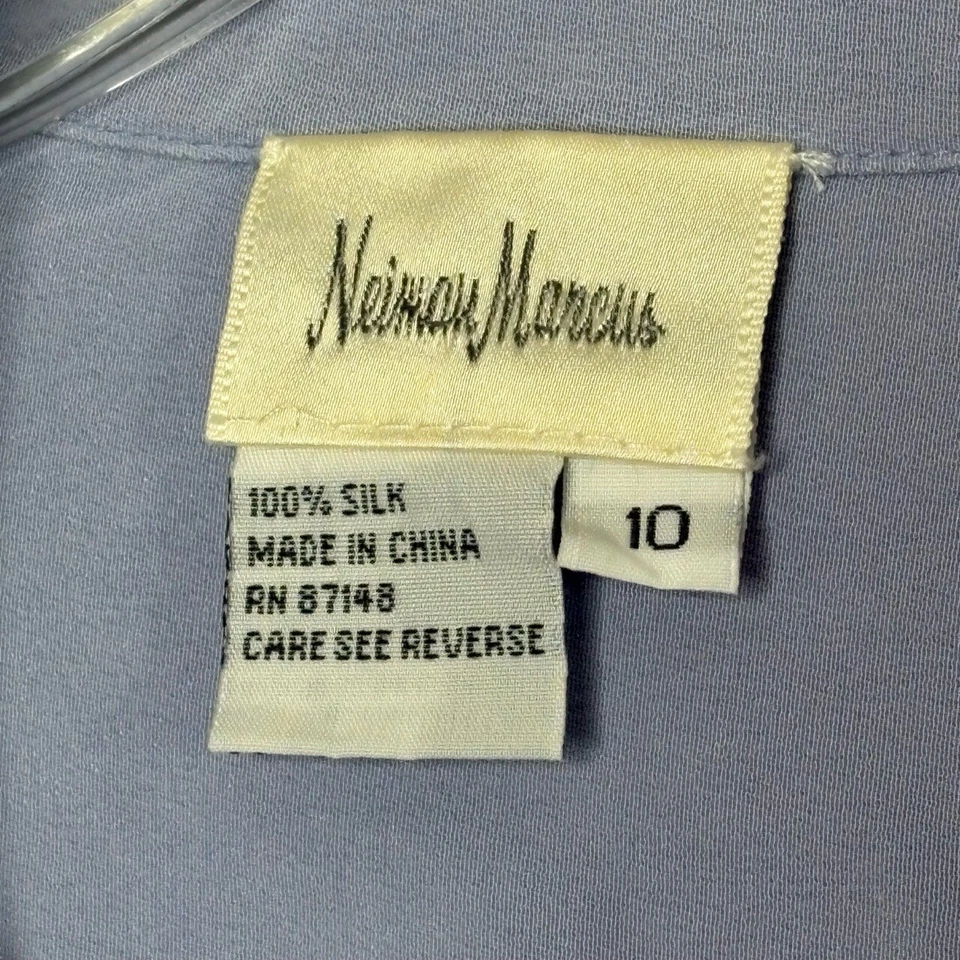 Neiman Marcus
100% SILK
MADE IN CHINA
RN 87148
CARE SEE REVERSE
10